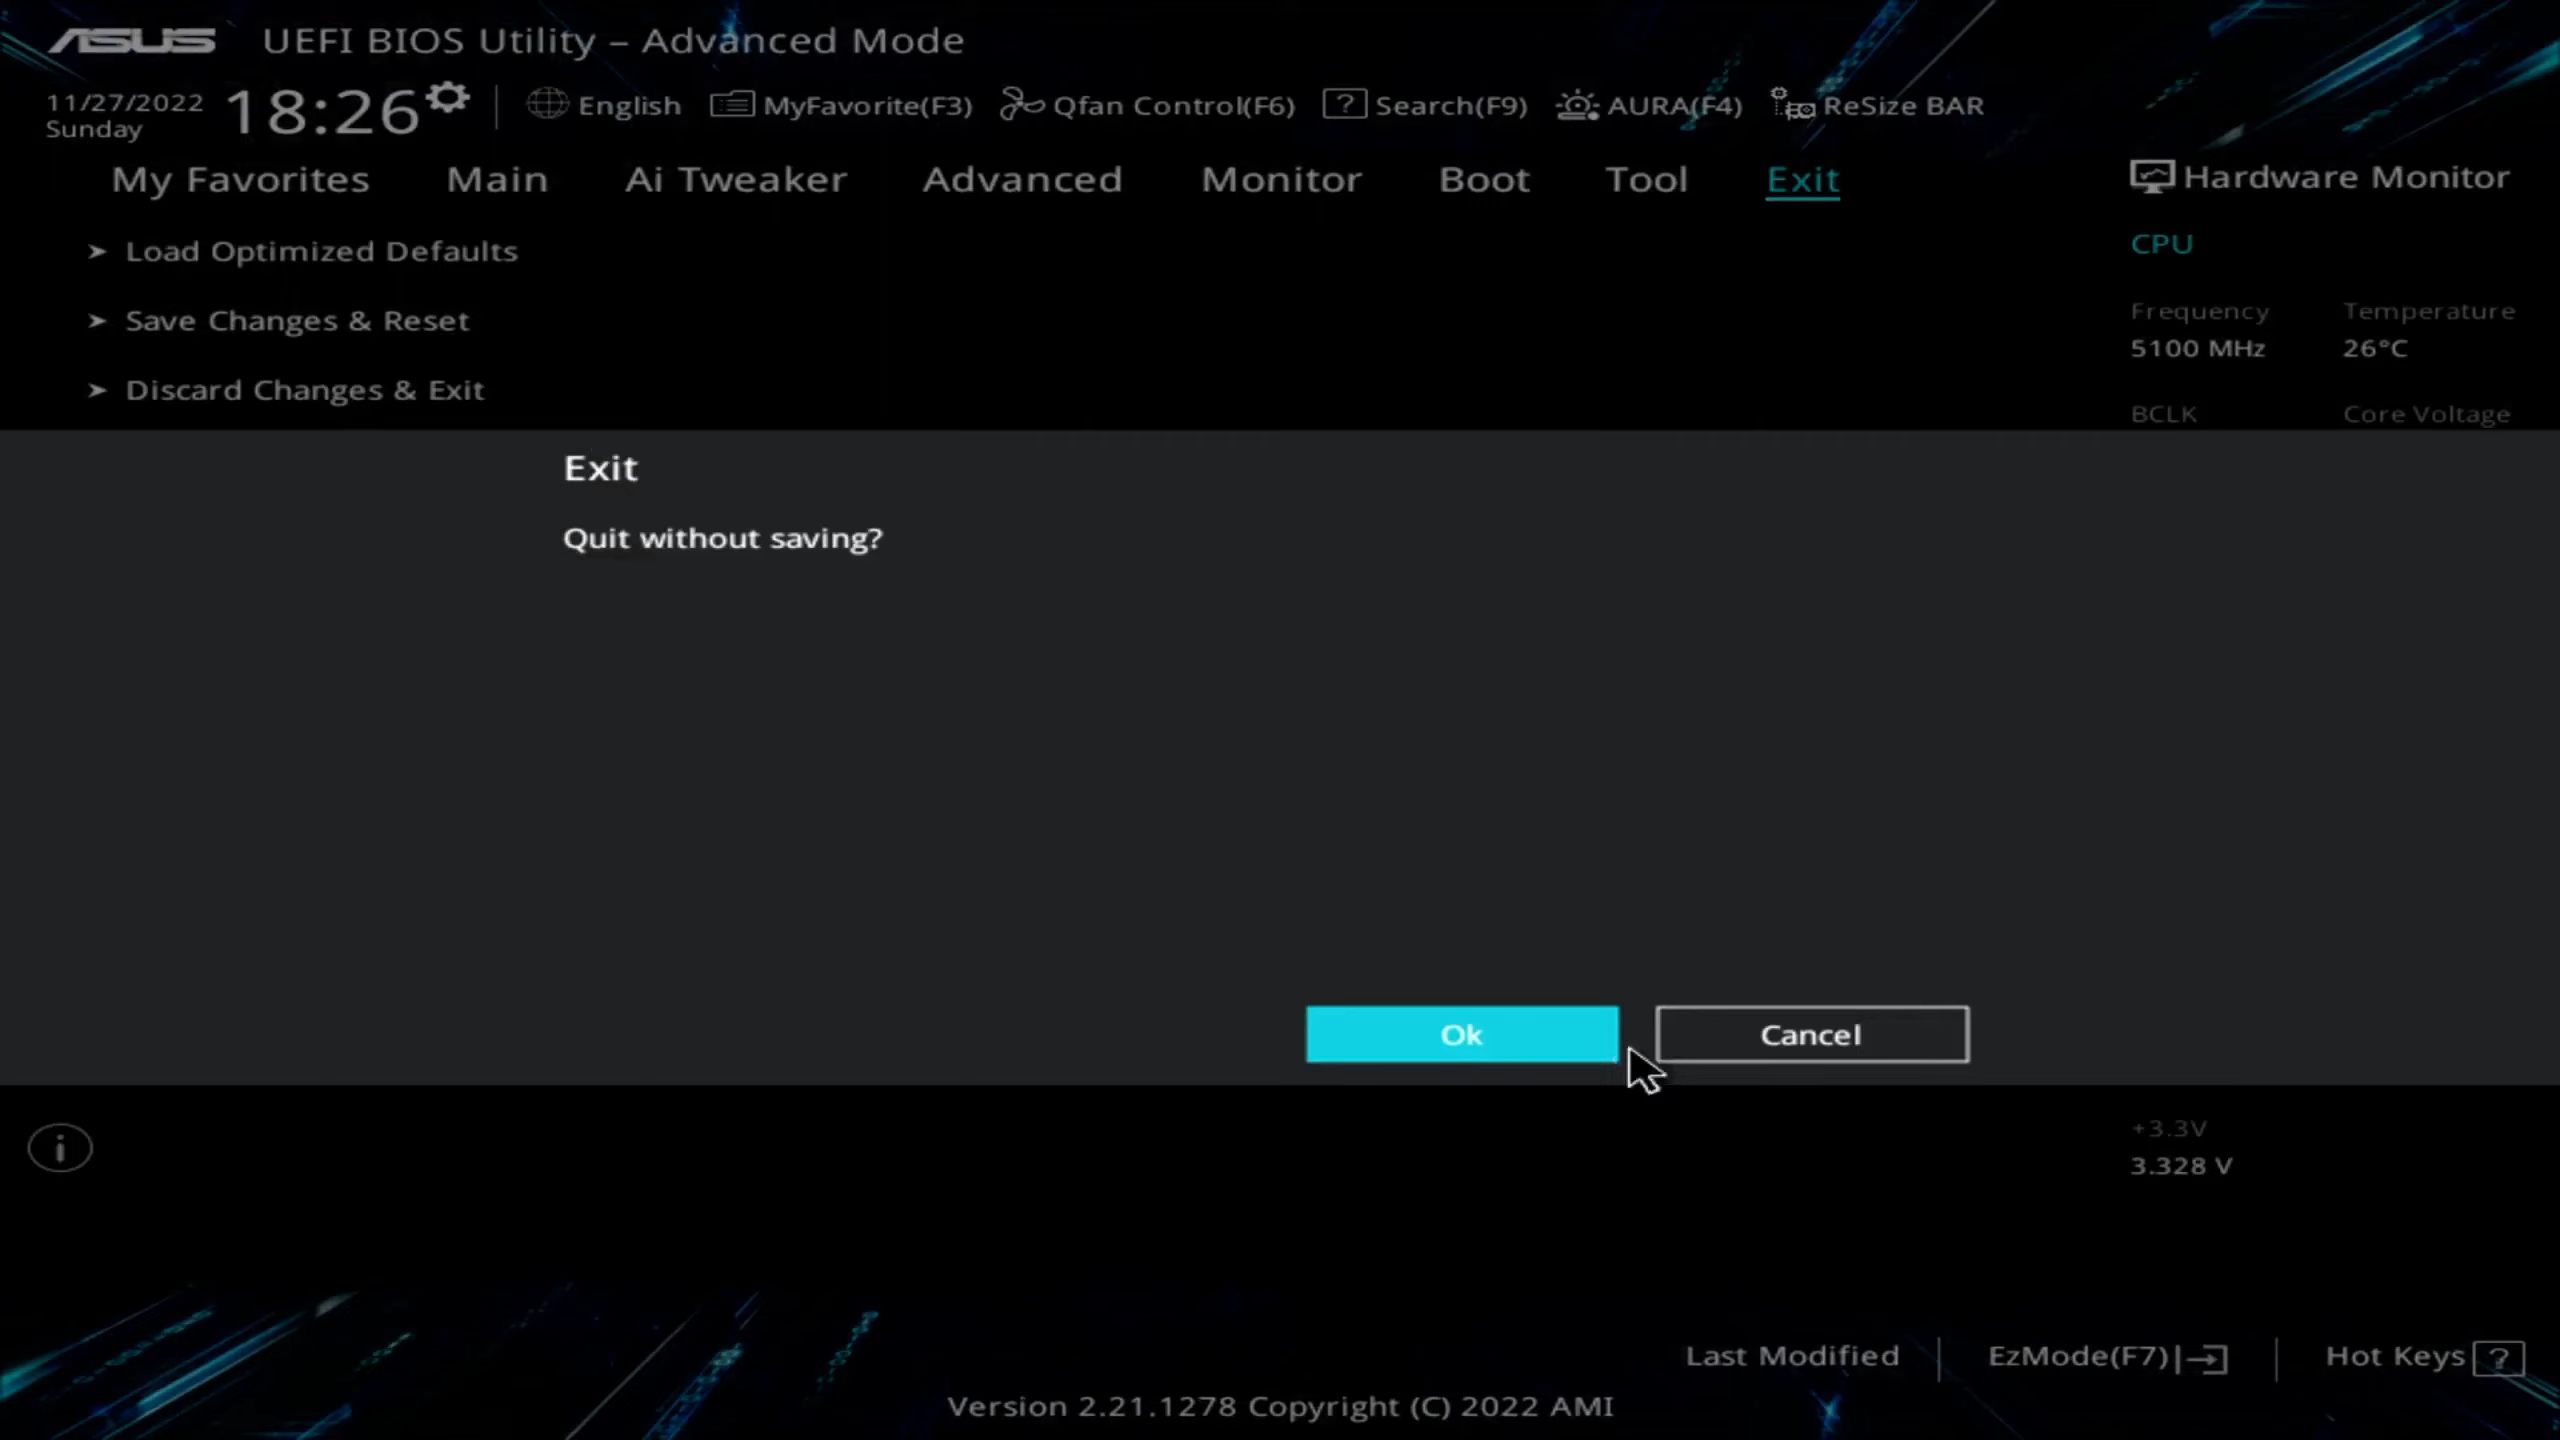 ASUS UEFI BIOS Utility – Advanced Mode
11/27/2022
Sunday
18:26
English
MyFavorite(F3)
Qfan Control(F6)
? Search(F9)
AURA(F4)
ReSize BAR
My Favorites
Main
Ai Tweaker
Advanced
Monitor
Boot
Tool
Exit
Hardware Monitor
Load Optimized Defaults
Save Changes & Reset
Discard Changes & Exit
CPU
Frequency Temperature
5100 MHz 26°C
BCLK Core Voltage
Exit
Quit without saving?
Ok
Cancel
i
+3.3V
3.328 V
Last Modified
EzMode(F7)
Hot Keys ?
Version 2.21.1278 Copyright (C) 2022 AMI